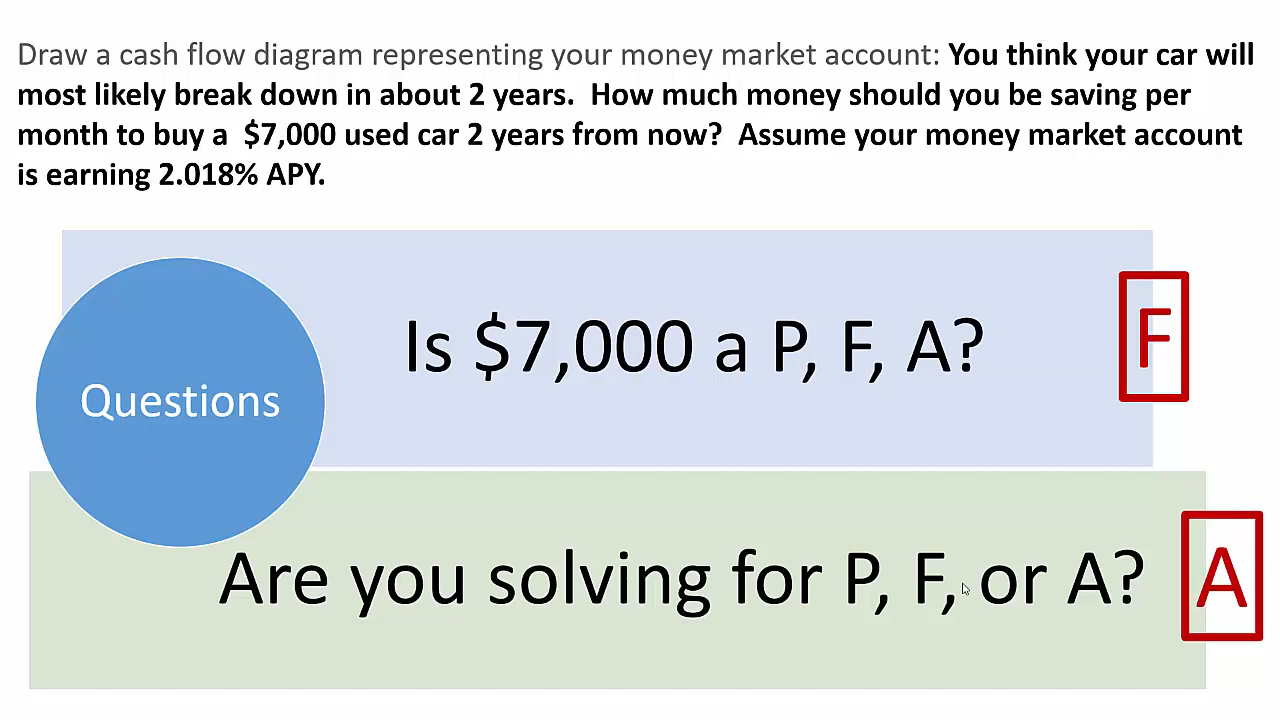 Draw a cash flow diagram representing your money market account: You think your car will
most likely break down in about 2 years.  How much money should you be saving per
month to buy a  $7,000 used car 2 years from now?  Assume your money market account
is earning 2.018% APY.
Is $7,000 a P, F, A?
F
Questions
Are you solving for P, F, or A?
A